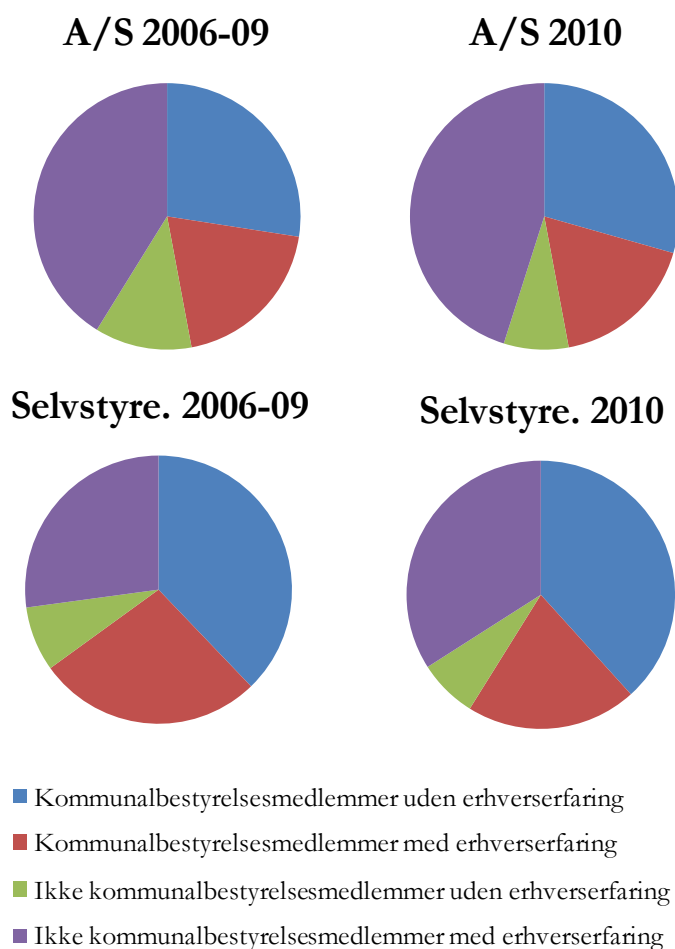 A/S 2006-09
A/S 2010
Selvstyre. 2006-09
Selvstyre. 2010
Kommunalbestyrelsesmedlemmer uden erhverserfaring
Kommunalbestyrelsesmedlemmer med erhverserfaring
Ikke kommunalbestyrelsesmedlemmer uden erhverserfaring
Ikke kommunalbestyrelsesmedlemmer med erhverserfaring